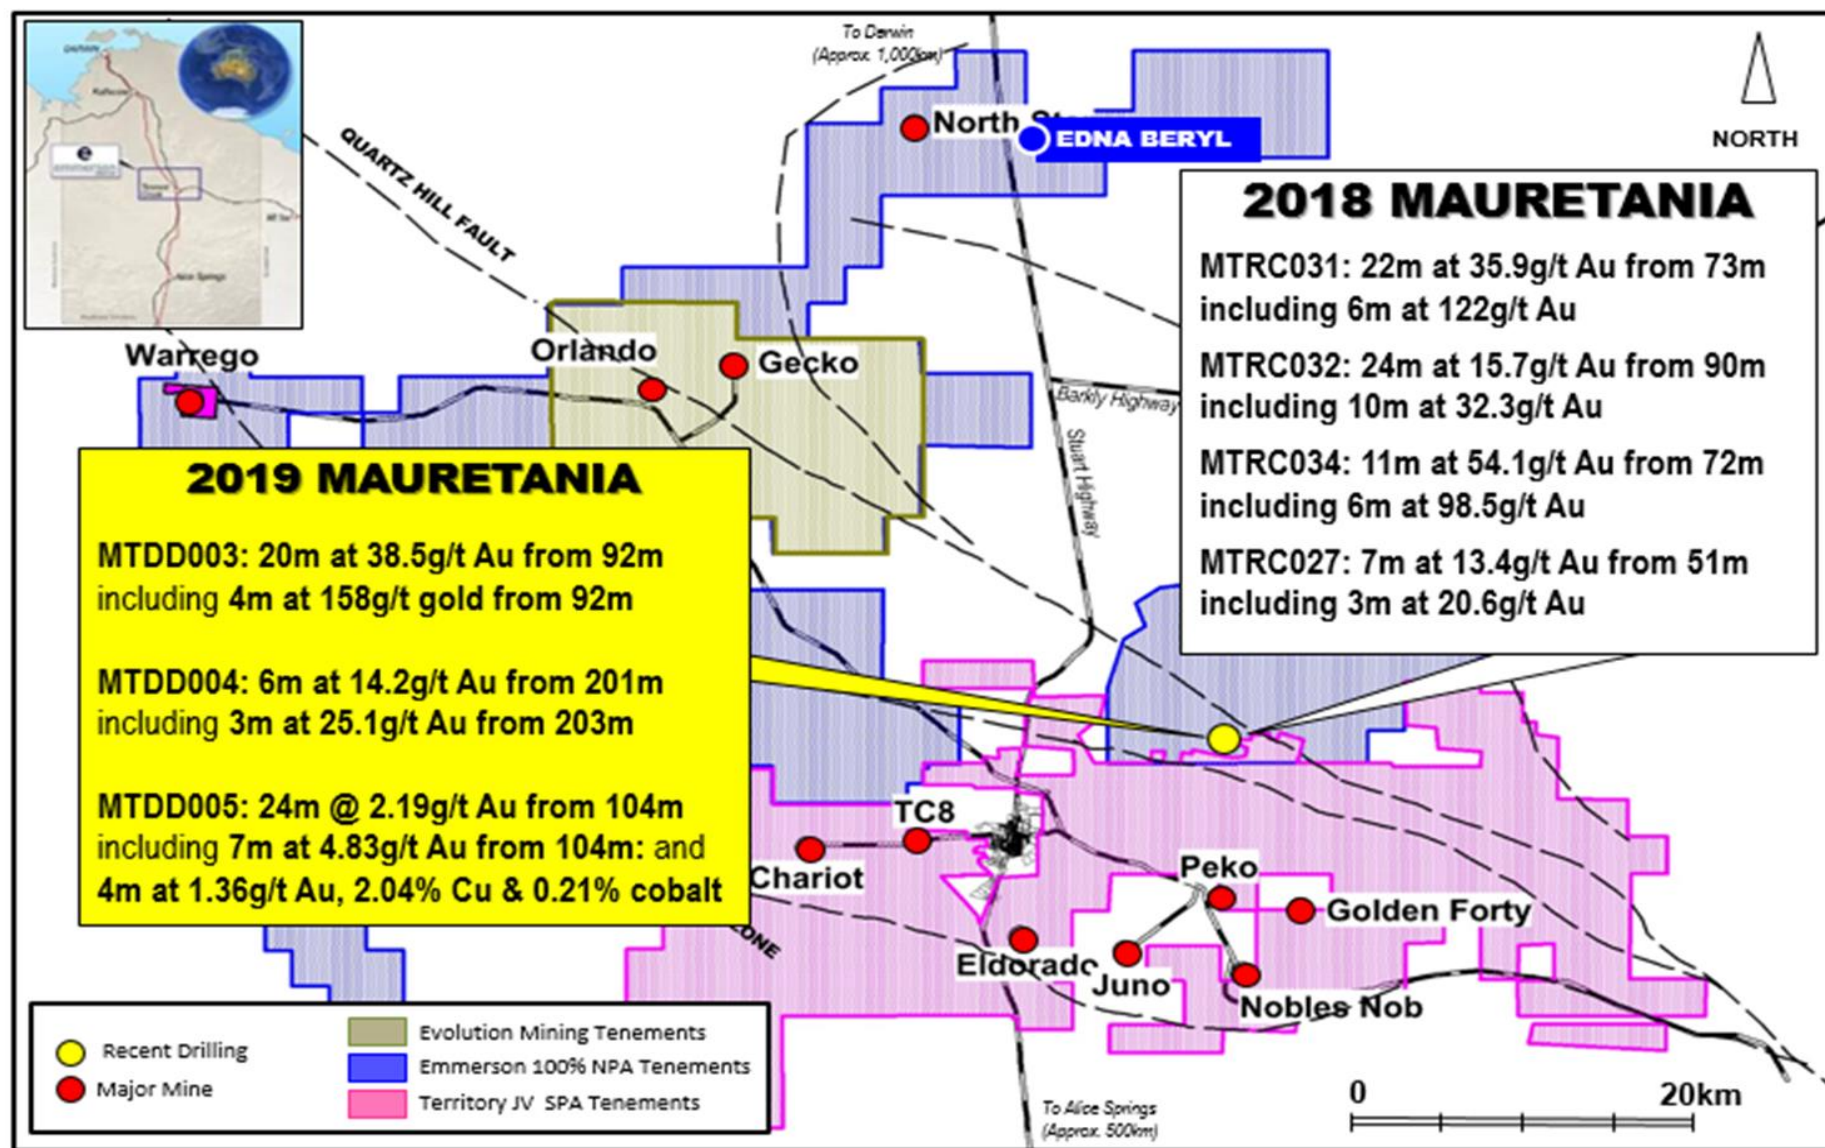 To Darwin
(Approx. 1,000km)
NORTH
QUARTZ HILL FAULT
North
EDNA BERYL
2018 MAURETANIA
MTRC031: 22m at 35.9g/t Au from 73m
including 6m at 122g/t Au
MTRC032: 24m at 15.7g/t Au from 90m
including 10m at 32.3g/t Au
MTRC034: 11m at 54.1g/t Au from 72m
including 6m at 98.5g/t Au
MTRC027: 7m at 13.4g/t Au from 51m
including 3m at 20.6g/t Au
Warrego
Orlando
Gecko
Barkly Highway
Stuart Highway
2019 MAURETANIA
MTDD003: 20m at 38.5g/t Au from 92m
including 4m at 158g/t gold from 92m
MTDD004: 6m at 14.2g/t Au from 201m
including 3m at 25.1g/t Au from 203m
MTDD005: 24m @ 2.19g/t Au from 104m
including 7m at 4.83g/t Au from 104m: and
4m at 1.36g/t Au, 2.04% Cu & 0.21% cobalt
TC8
Chariot
Peko
Golden Forty
Eldorado
Juno
Nobles Nob
ZONE
Recent Drilling
Major Mine
Evolution Mining Tenements
Emmerson 100% NPA Tenements
Territory JV SPA Tenements
To Alice Springs
(Approx. 500km)
0 20km
Alice Springs